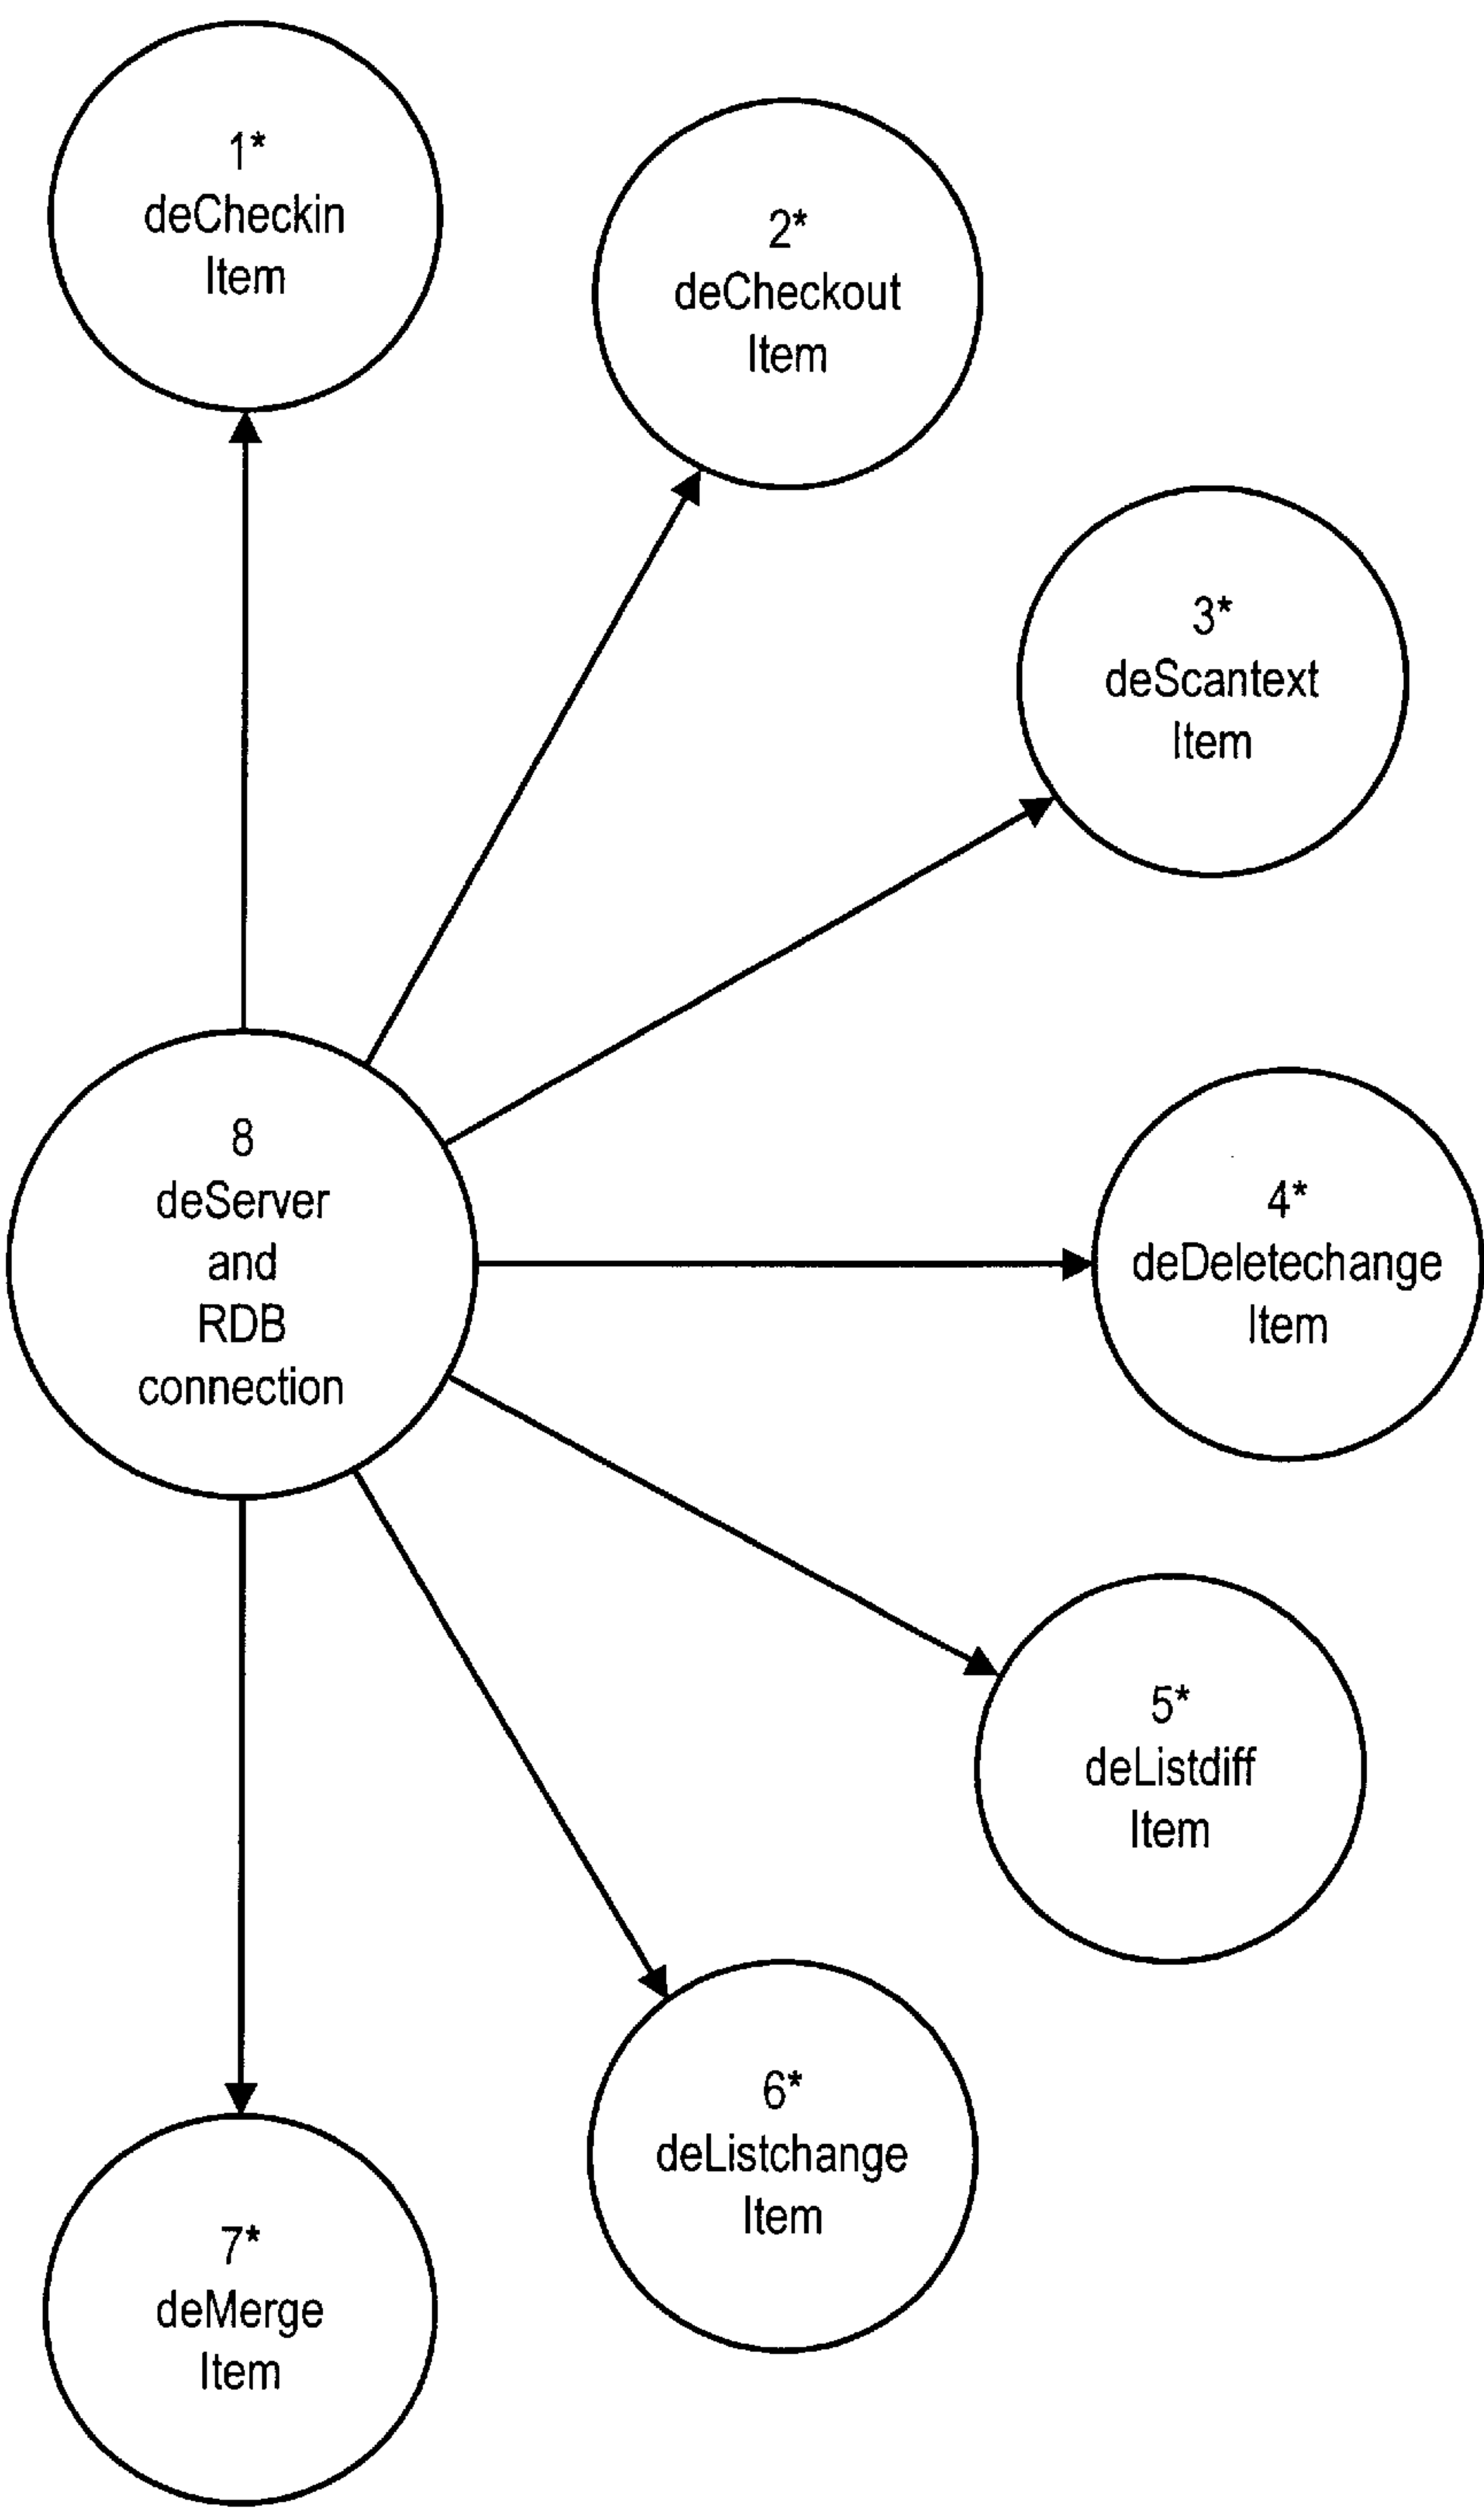 1*
deCheckin
Item
2*
deCheckout
Item
3*
deScantext
Item
8
deServer
and
RDB
connection
4*
deDeletechange
Item
5*
deListdiff
Item
6*
deListchange
Item
7*
deMerge
Item